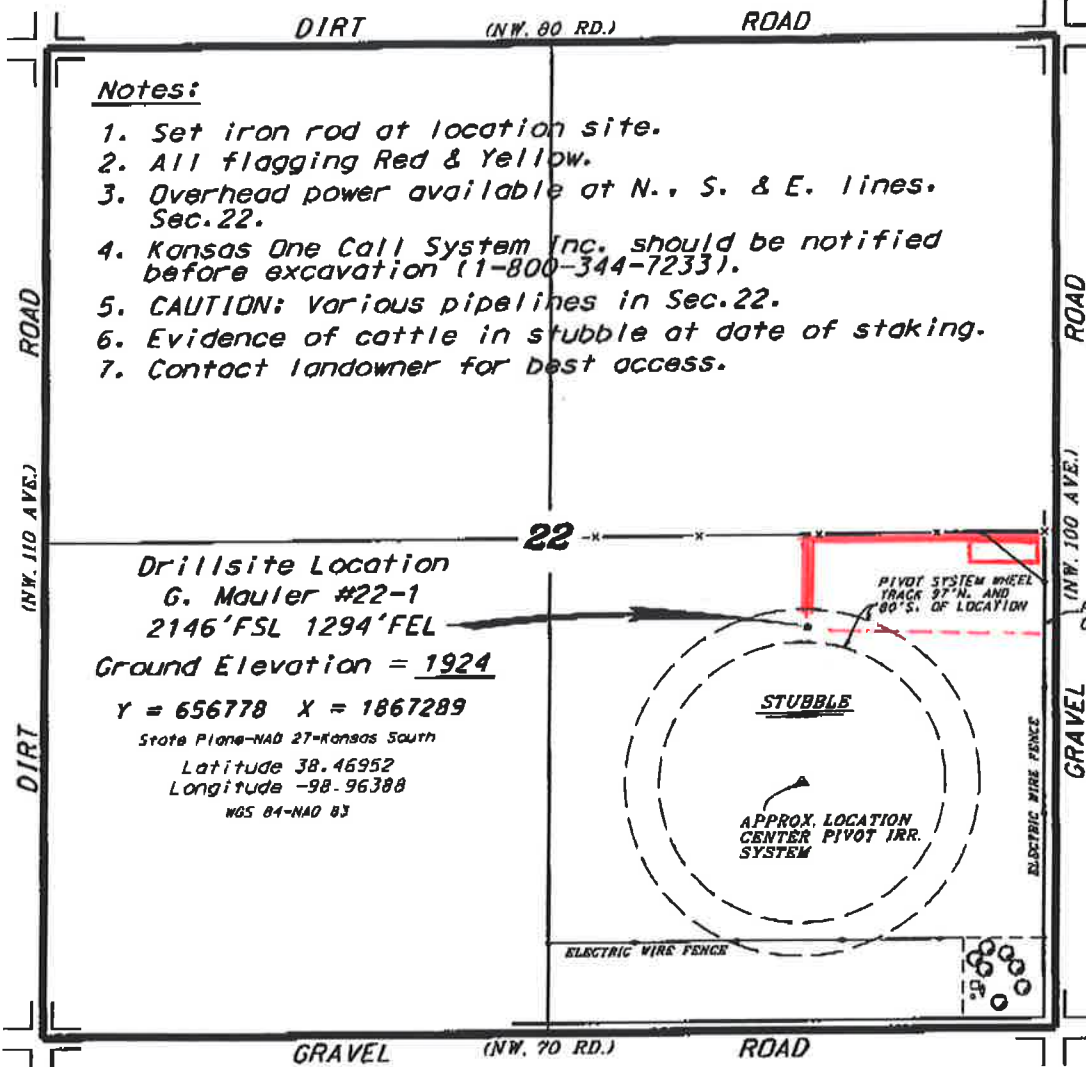 DIRT (NW. 80 RD.) ROAD
Notes:
1. Set iron rod at location site.
2. All flagging Red & Yellow.
3. Overhead power available at N., S. & E. lines.
Sec.22.
4. Kansas One Call System Inc. should be notified
before excavation (1-800-344-7233).
5. CAUTION: Various pipelines in Sec.22.
6. Evidence of cattle in stubble at date of staking.
7. Contact landowner for best access.
ROAD
(NW. 110 AVE.)
DIRT
ROAD
(NW. 100 AVE.)
GRAVEL
22
Drillsite Location
G. Mauler #22-1
2146'FSL 1294'FEL
Ground Elevation = 1924
Y = 656778 X = 1867289
State Plane-NAD 27-Kansas South
Latitude 38.46952
Longitude -98.96388
WGS 84-NAD 83
PIVOT SYSTEM WHEEL
TRACK 97'N. AND
80'S. OF LOCATION
STUBBLE
APPROX. LOCATION
CENTER PIVOT IRR.
SYSTEM
ELECTRIC WIRE FENCE
ELECTRIC WIRE FENCE
GRAVEL (NW. 70 RD.) ROAD